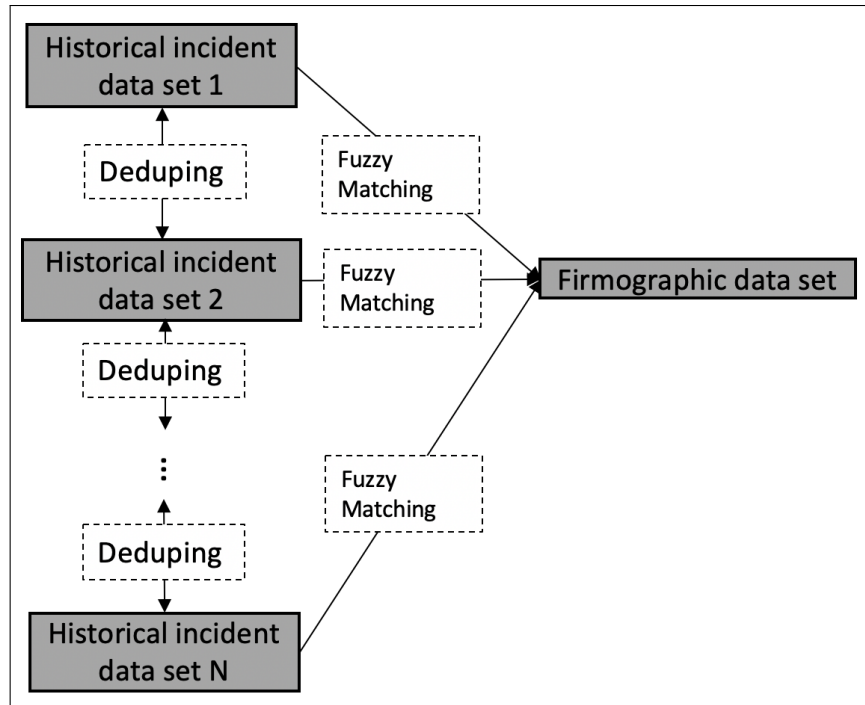 Historical incident
data set 1
Deduping
Fuzzy
Matching
Historical incident
data set 2
Fuzzy
Matching
Firmographic data set
Deduping
...
Fuzzy
Matching
Deduping
Historical incident
data set N